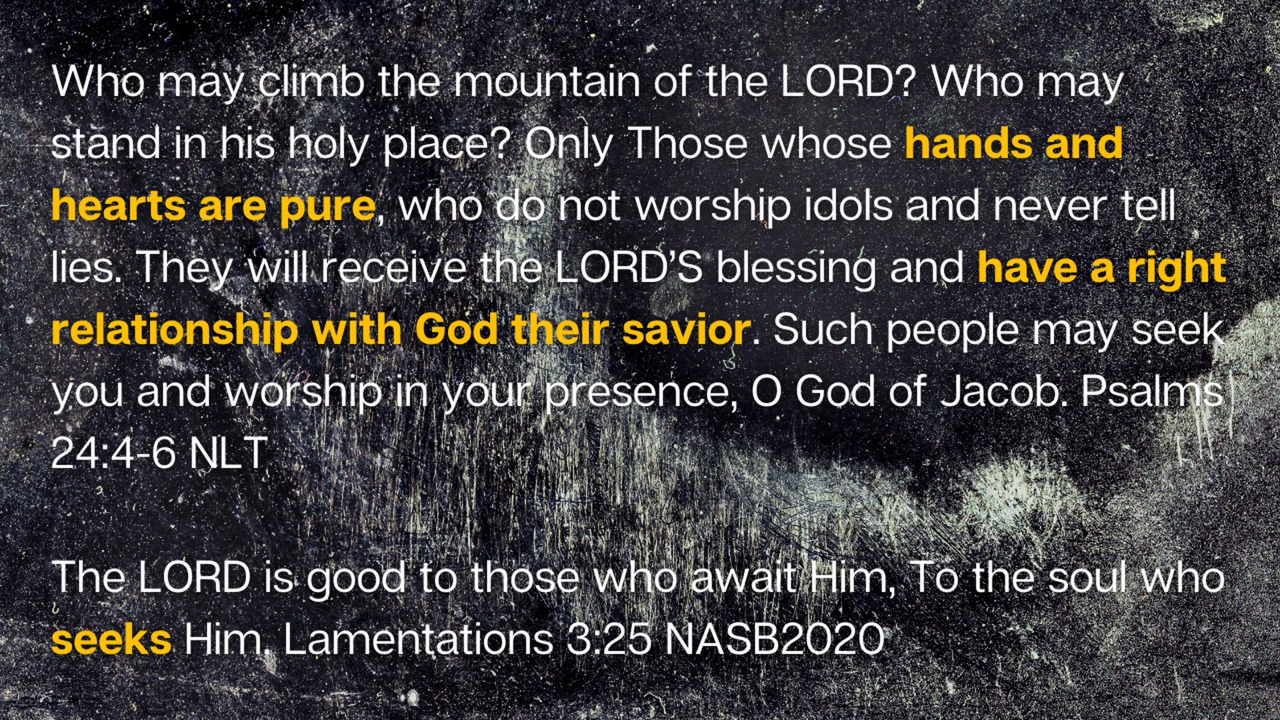 Who may climb the mountain of the LORD? Who may
stand in his holy place? Only Those whose hands and
hearts are pure, who do not worship idols and never tell
lies. They will receive the LORD’S blessing and have a right
relationship with God their savior. Such people may seek
you and worship in your presence, O God of Jacob. Psalms
24:4-6 NLT
The LORD is good to those who await Him, To the soul who
seeks Him. Lamentations 3:25 NASB2020